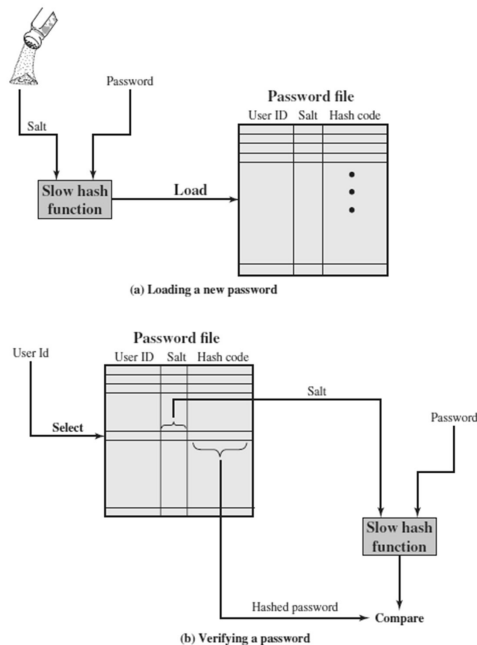 Password
Salt
Password file
User ID Salt Hash code
Slow hash
function
Load
(a) Loading a new password
Password file
User Id
User ID Salt Hash code
Salt
Password
Select
Slow hash
function
Hashed password
Compare
(b) Verifying a password